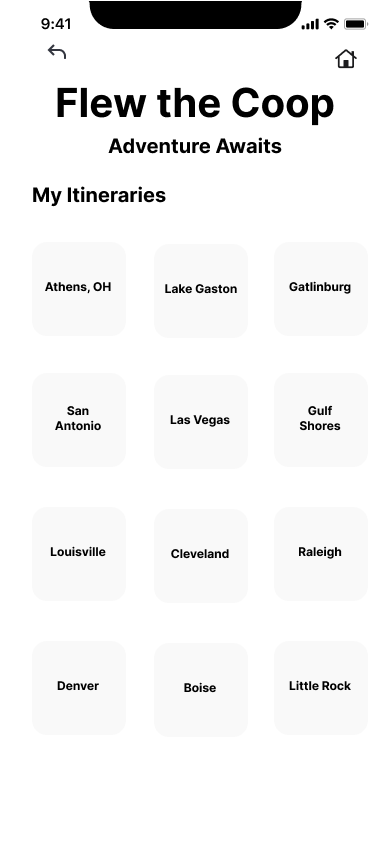 9:41
Flew the Coop
Adventure Awaits
My Itineraries
Athens, OH
Lake Gaston
Gatlinburg
San
Antonio
Las Vegas
Gulf
Shores
Louisville
Cleveland
Raleigh
Denver
Boise
Little Rock